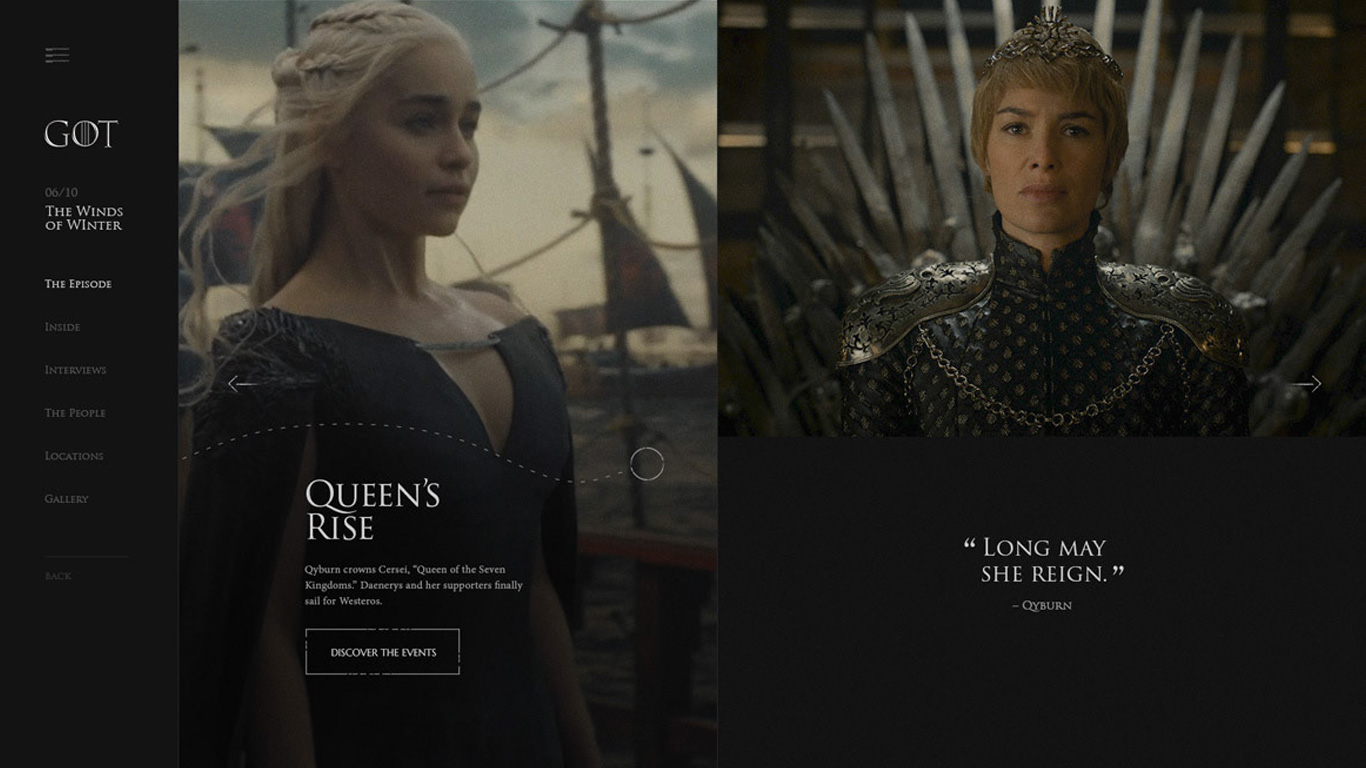 GOT
06/10
The Winds
of WInter
The Episode
Inside
Interviews
The People
Locations
Gallery
BACK
Queen’s
Rise
Qyburn crowns Cersei, “Queen of the Seven
Kingdoms.” Daenerys and her supporters finally
sail for Westeros.
DISCOVER THE EVENTS
“ Long may
she reign.”
– Qyburn